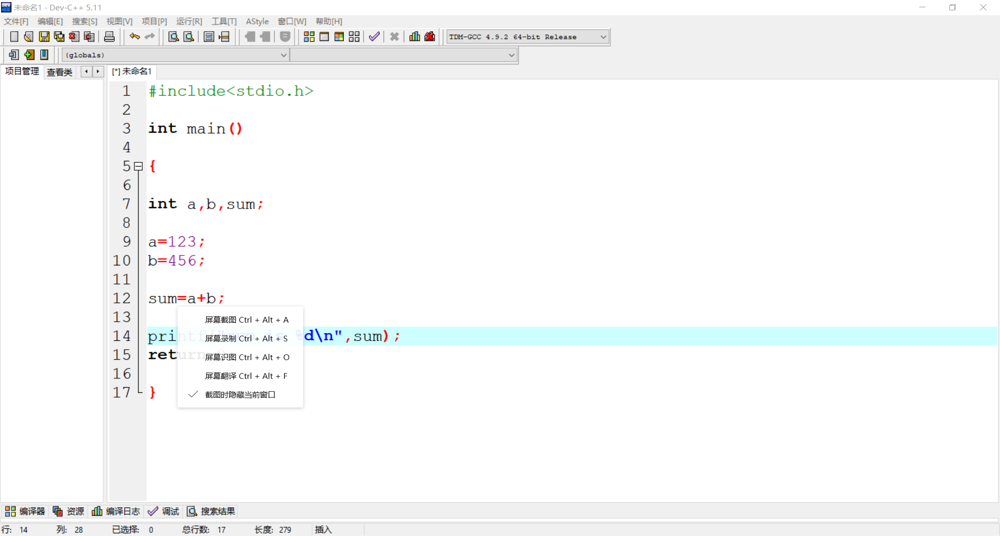 未命名1 - Dev-C++ 5.11
文件[F] 编辑[E] 搜索[S] 视图[V] 项目[P] 运行[R] 工具[T] AStyle 窗口[W] 帮助[H]
TDM-GCC 4.9.2 64-bit Release
(globals)
项目管理 查看类 [*] 未命名1
1 #include<stdio.h>
2
3 int main()
4
5 {
6
7 int a,b,sum;
8
9 a=123;
10 b=456;
11
12 sum=a+b;
13
14 printf("sum is %d\n",sum);
15 return
16
17 }
屏幕截图 Ctrl + Alt + A
屏幕录制 Ctrl + Alt + S
屏幕识图 Ctrl + Alt + O
屏幕翻译 Ctrl + Alt + F
截图时隐藏当前窗口
编译器 资源 编译日志 调试 搜索结果
行: 14 列: 28 已选择: 0 总行数: 17 长度: 279 插入